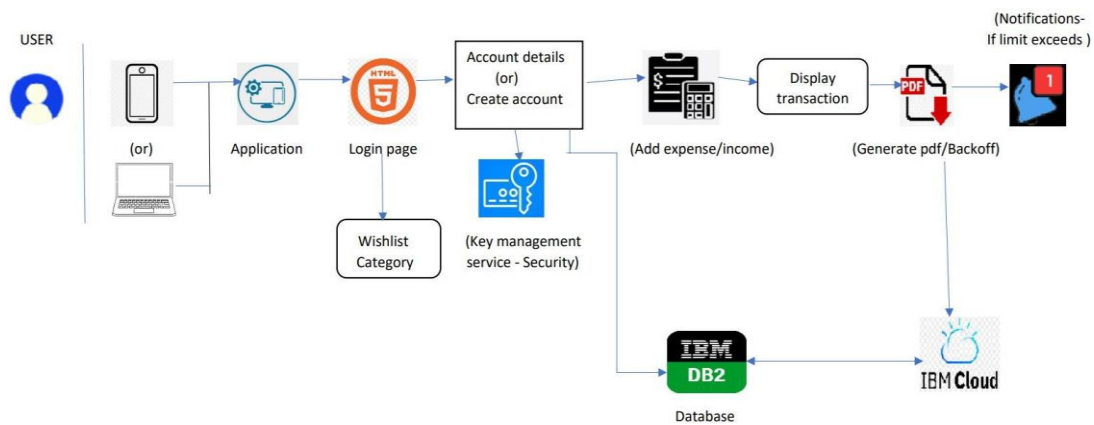 USER
(Notifications-
If limit exceeds )
Account details
(or)
Create account
HTML
5
$
Display
transaction
PDF
1
(or)
Application
Login page
(Add expense/income)
(Generate pdf/Backoff)
Wishlist
Category
(Key management
service - Security)
IBM
DB2
IBM Cloud
Database